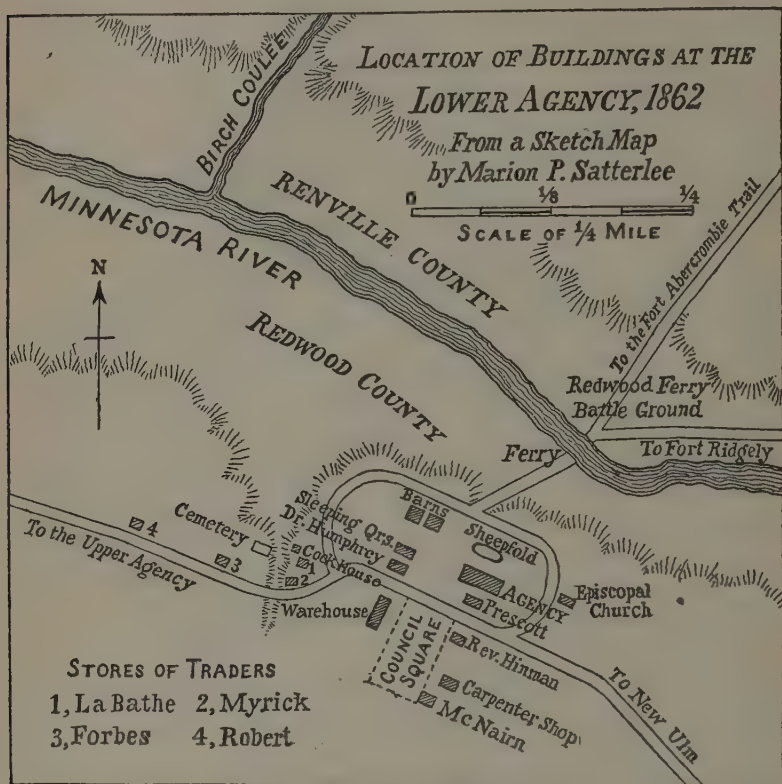 LOCATION OF BUILDINGS AT THE
LOWER AGENCY, 1862
From a Sketch Map
by Marion P. Satterlee
0 1/8 1/4
SCALE OF 1/4 MILE
BIRCH COULEE
MINNESOTA RIVER
RENVILLE COUNTY
REDWOOD COUNTY
N
To the Fort Abercrombie Trail
Redwood Ferry
Battle Ground
Ferry
To Fort Ridgely
Barns
Sleeping Qrs.
Dr. Humphrey
Sheepfold
Cemetery
Cook House
4
3
1
2
To the Upper Agency
AGENCY
Prescott
Episcopal
Church
Warehouse
COUNCIL
SQUARE
Rev. Hinman
Carpenter Shop
McNairn
To New Ulm
STORES OF TRADERS
1, La Bathe 2, Myrick
3, Forbes 4, Robert